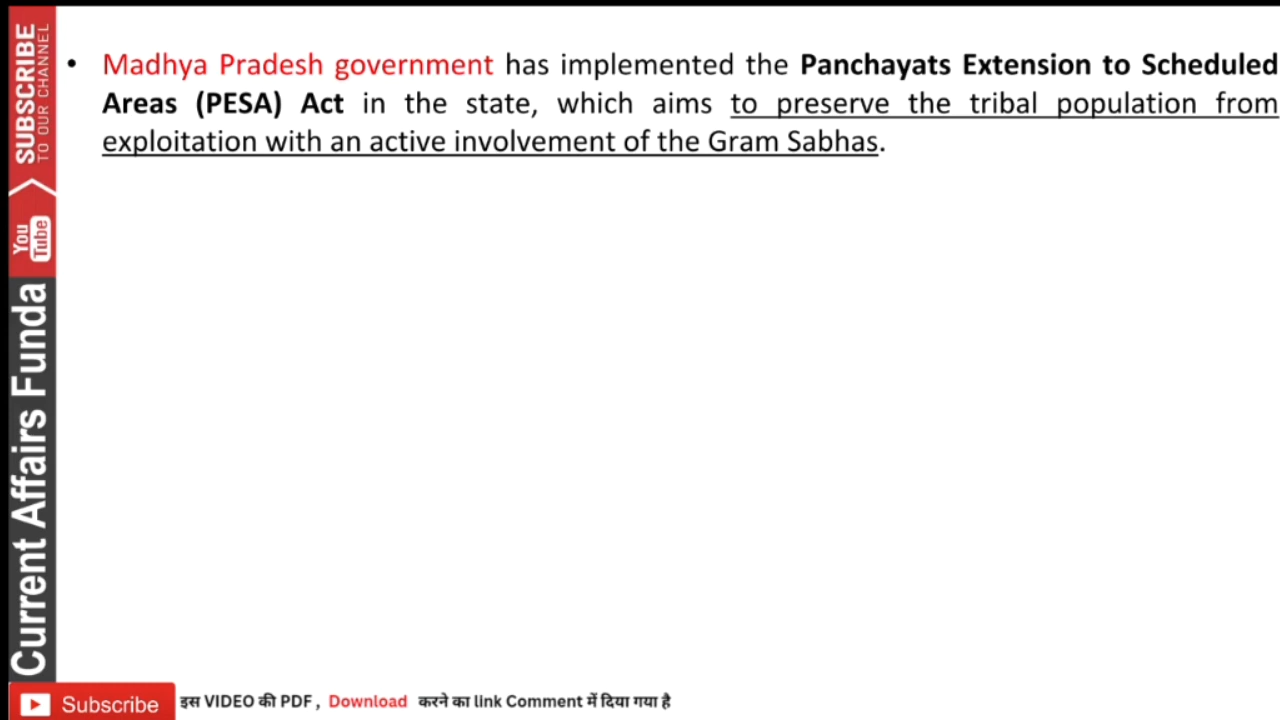 • Madhya Pradesh government has implemented the Panchayats Extension to Scheduled
Areas (PESA) Act in the state, which aims to preserve the tribal population from
exploitation with an active involvement of the Gram Sabhas.
SUBSCRIBE
TO OUR CHANNEL
You
Tube
Current Affairs Funda
Subscribe
इस VIDEO की PDF , Download करने का link Comment में दिया गया है